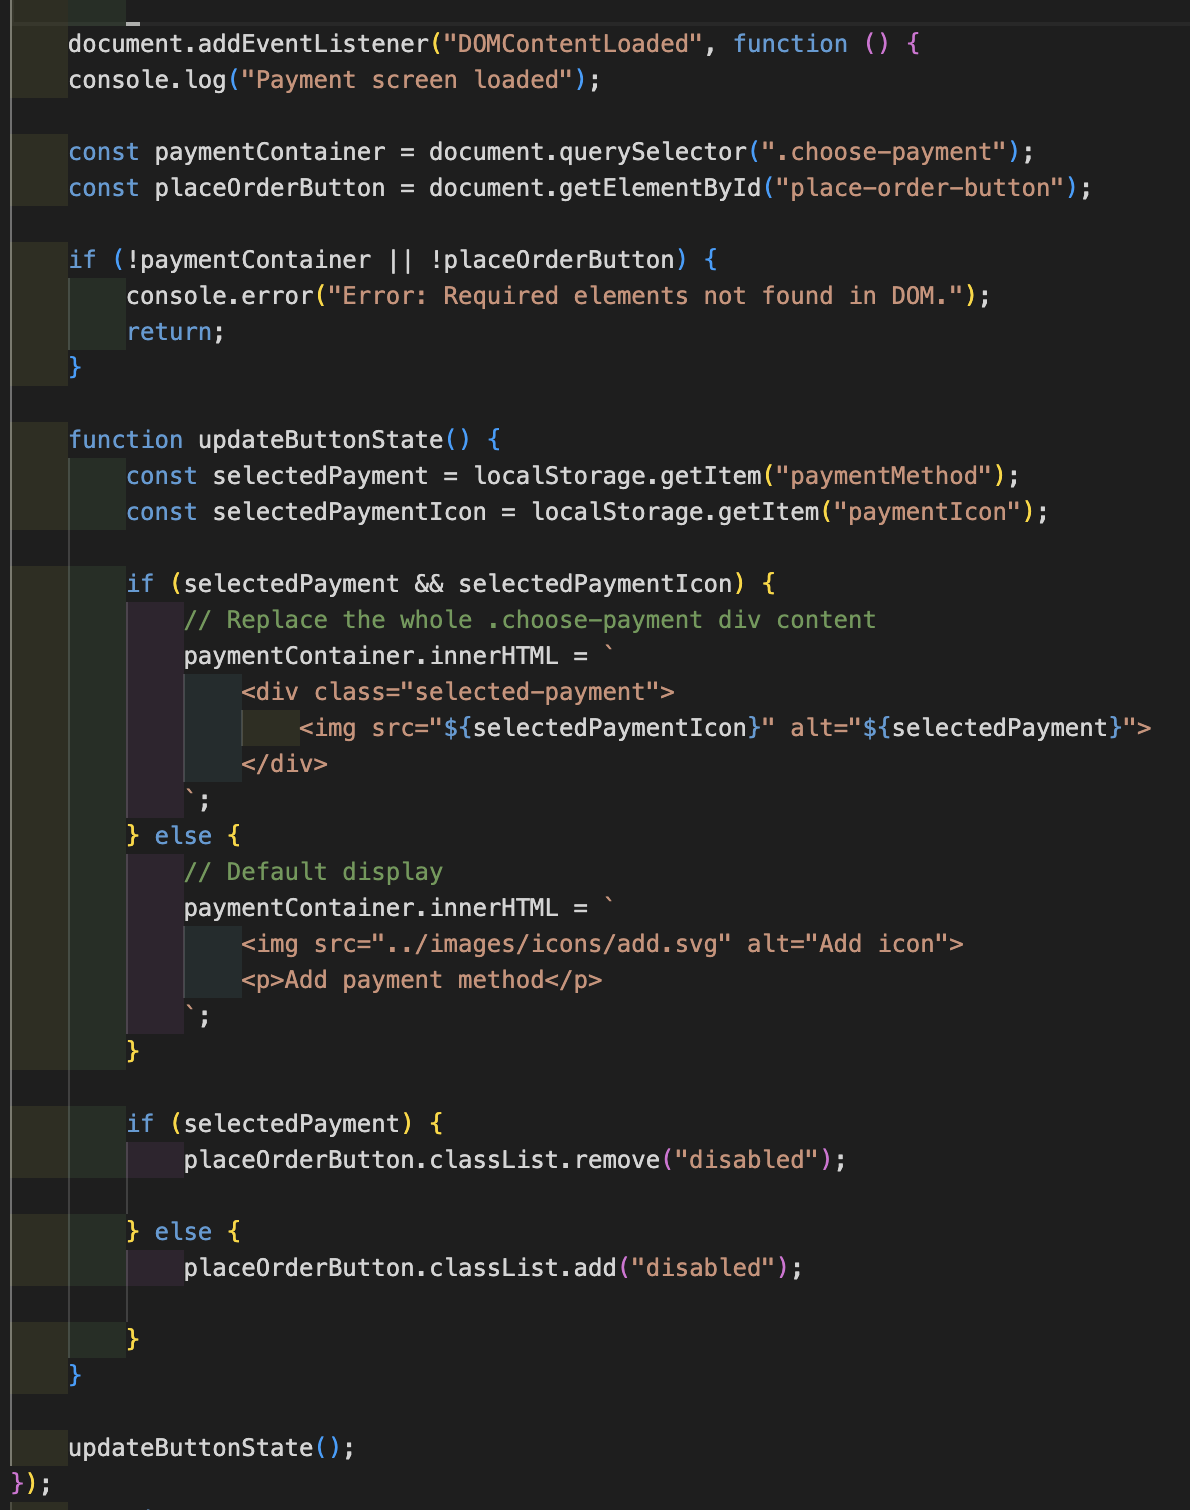 document.addEventListener("DOMContentLoaded", function () {
console.log("Payment screen loaded");
const paymentContainer = document.querySelector(".choose-payment");
const placeOrderButton = document.getElementById("place-order-button");
if (!paymentContainer || !placeOrderButton) {
console.error("Error: Required elements not found in DOM.");
return;
}
function updateButtonState() {
const selectedPayment = localStorage.getItem("paymentMethod");
const selectedPaymentIcon = localStorage.getItem("paymentIcon");
if (selectedPayment && selectedPaymentIcon) {
// Replace the whole .choose-payment div content
paymentContainer.innerHTML = `
<div class="selected-payment">
<img src="${selectedPaymentIcon}" alt="${selectedPayment}">
</div>
`;
} else {
// Default display
paymentContainer.innerHTML = `
<img src="../images/icons/add.svg" alt="Add icon">
<p>Add payment method</p>
`;
}
if (selectedPayment) {
placeOrderButton.classList.remove("disabled");
} else {
placeOrderButton.classList.add("disabled");
}
}
updateButtonState();
});